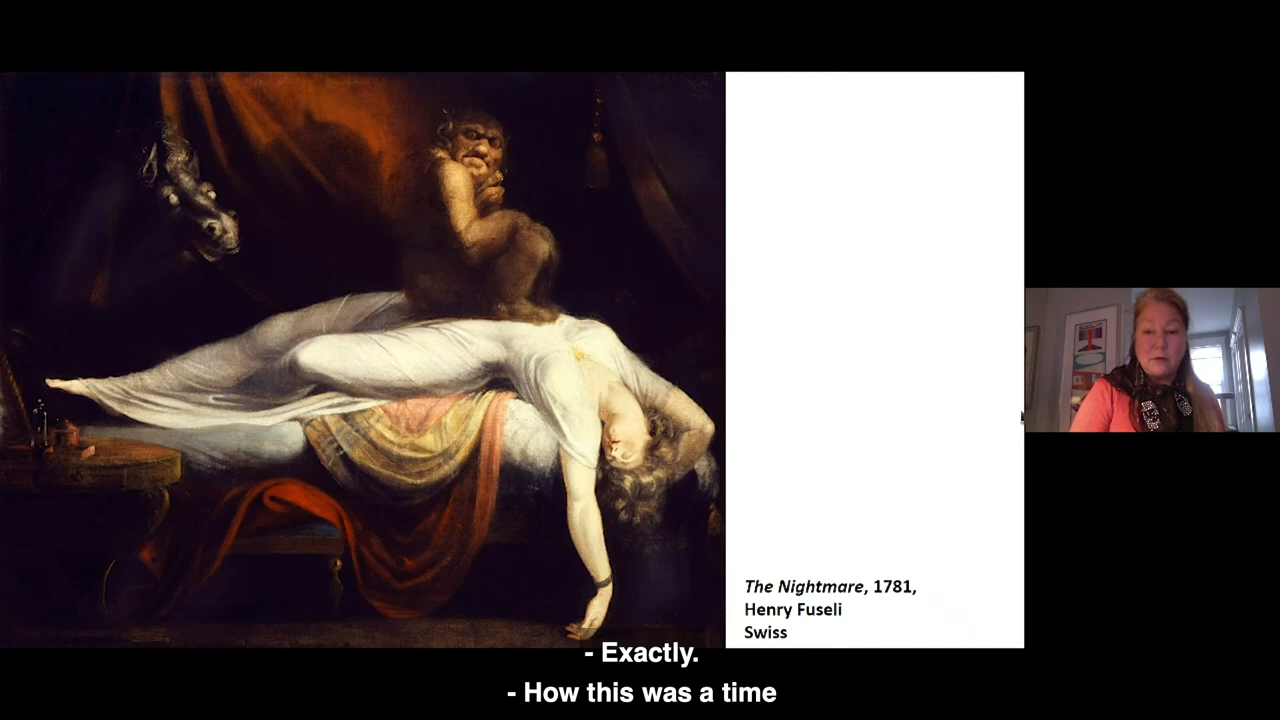 The Nightmare, 1781,
Henry Fuseli
Swiss
- Exactly.
- How this was a time